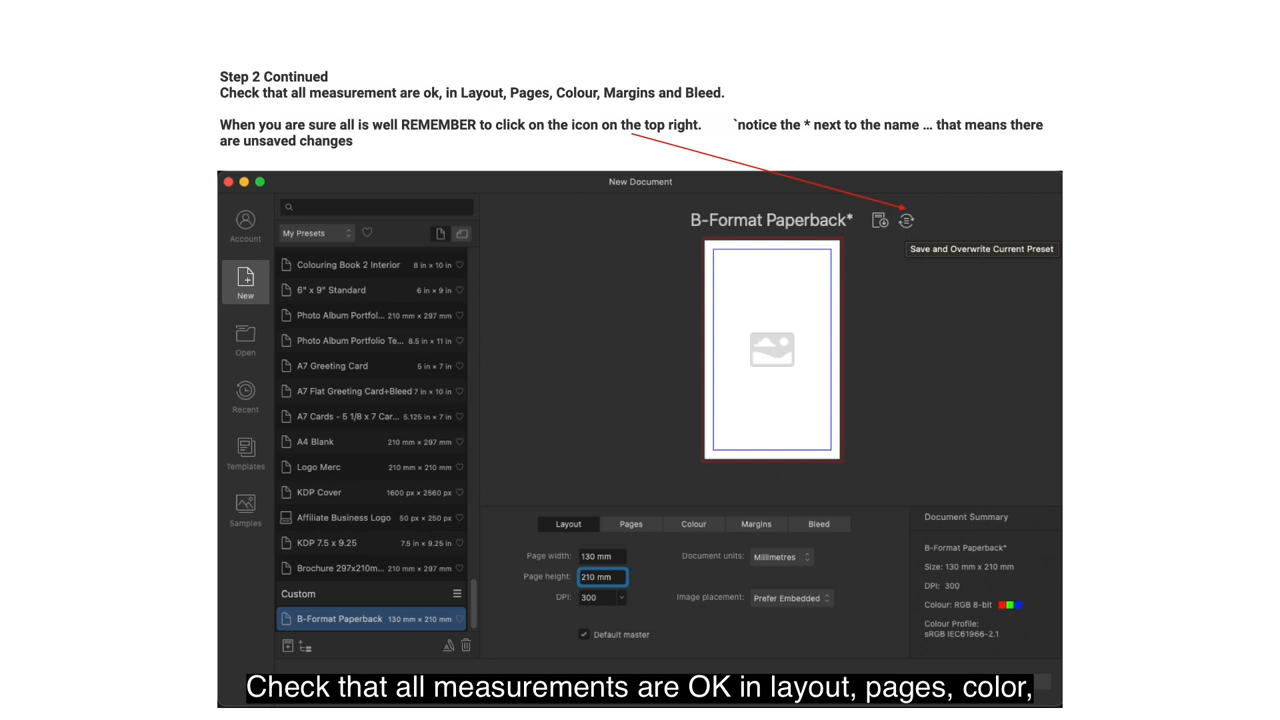 Step 2 Continued
Check that all measurement are ok, in Layout, Pages, Colour, Margins and Bleed.
When you are sure all is well REMEMBER to click on the icon on the top right. `notice the * next to the name ... that means there
are unsaved changes
New Document
Account
New
Open
Recent
Templates
Samples
My Presets
Colouring Book 2 Interior 8 in × 10 in
6" x 9" Standard 6 in × 9 in
Photo Album Portfol... 210 mm × 297 mm
Photo Album Portfolio Te... 8.5 in × 11 in
A7 Greeting Card 5 in × 7 in
A7 Flat Greeting Card+Bleed 7 in × 10 in
A7 Cards - 5 1/8 x 7 Car... 5.125 in × 7 in
A4 Blank 210 mm × 297 mm
Logo Merc 210 mm × 210 mm
KDP Cover 1600 px × 2560 px
Affiliate Business Logo 50 px × 250 px
KDP 7.5 x 9.25 7.5 in × 9.25 in
Brochure 297x210m... 210 mm × 297 mm
Custom
B-Format Paperback 130 mm × 210 mm
B-Format Paperback*
Save and Overwrite Current Preset
Layout Pages Colour Margins Bleed
Page width: 130 mm Document units: Millimetres
Page height: 210 mm
DPI: 300 Image placement: Prefer Embedded
Default master
Document Summary
B-Format Paperback*
Size: 130 mm x 210 mm
DPI: 300
Colour: RGB 8-bit
Colour Profile:
sRGB IEC61966-2.1
Check that all measurements are OK in layout, pages, color,